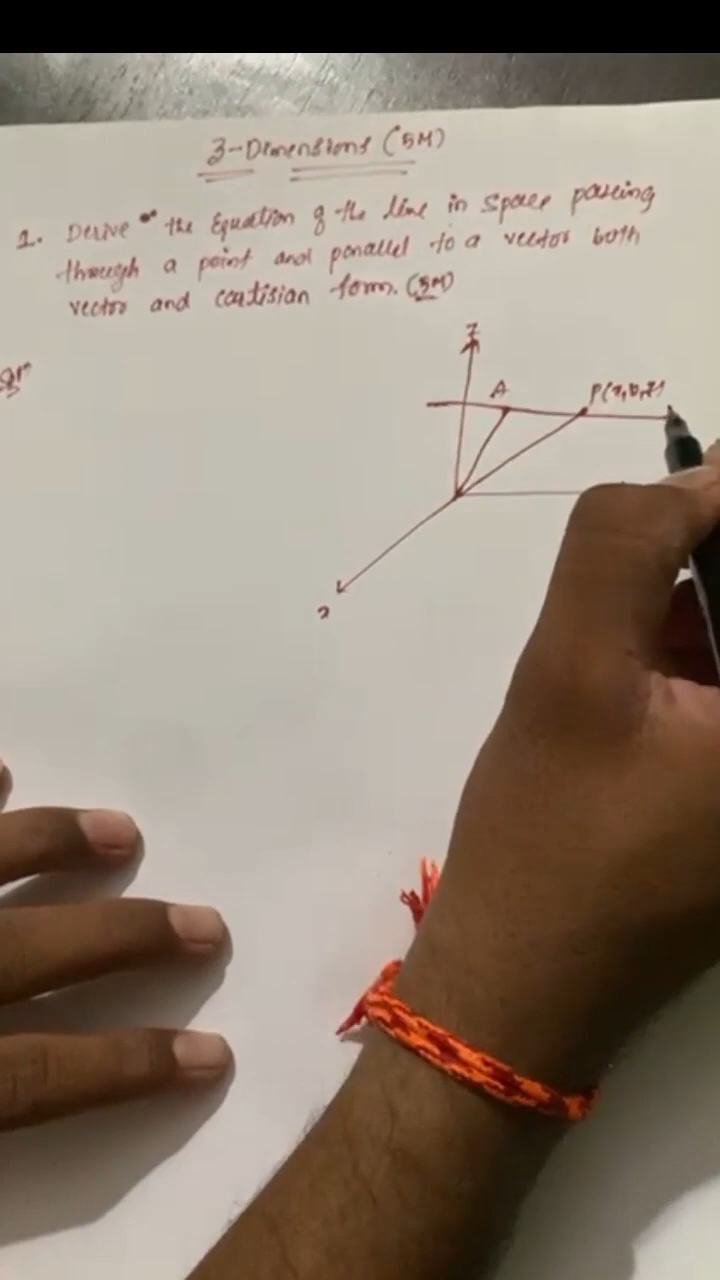 3-Dimensions (5M)
1. Derive the Equation of the line in space passing
through a point and parallel to a vector both
vector and cartisian form. (5M)
Z
A P(x,y,z)
x